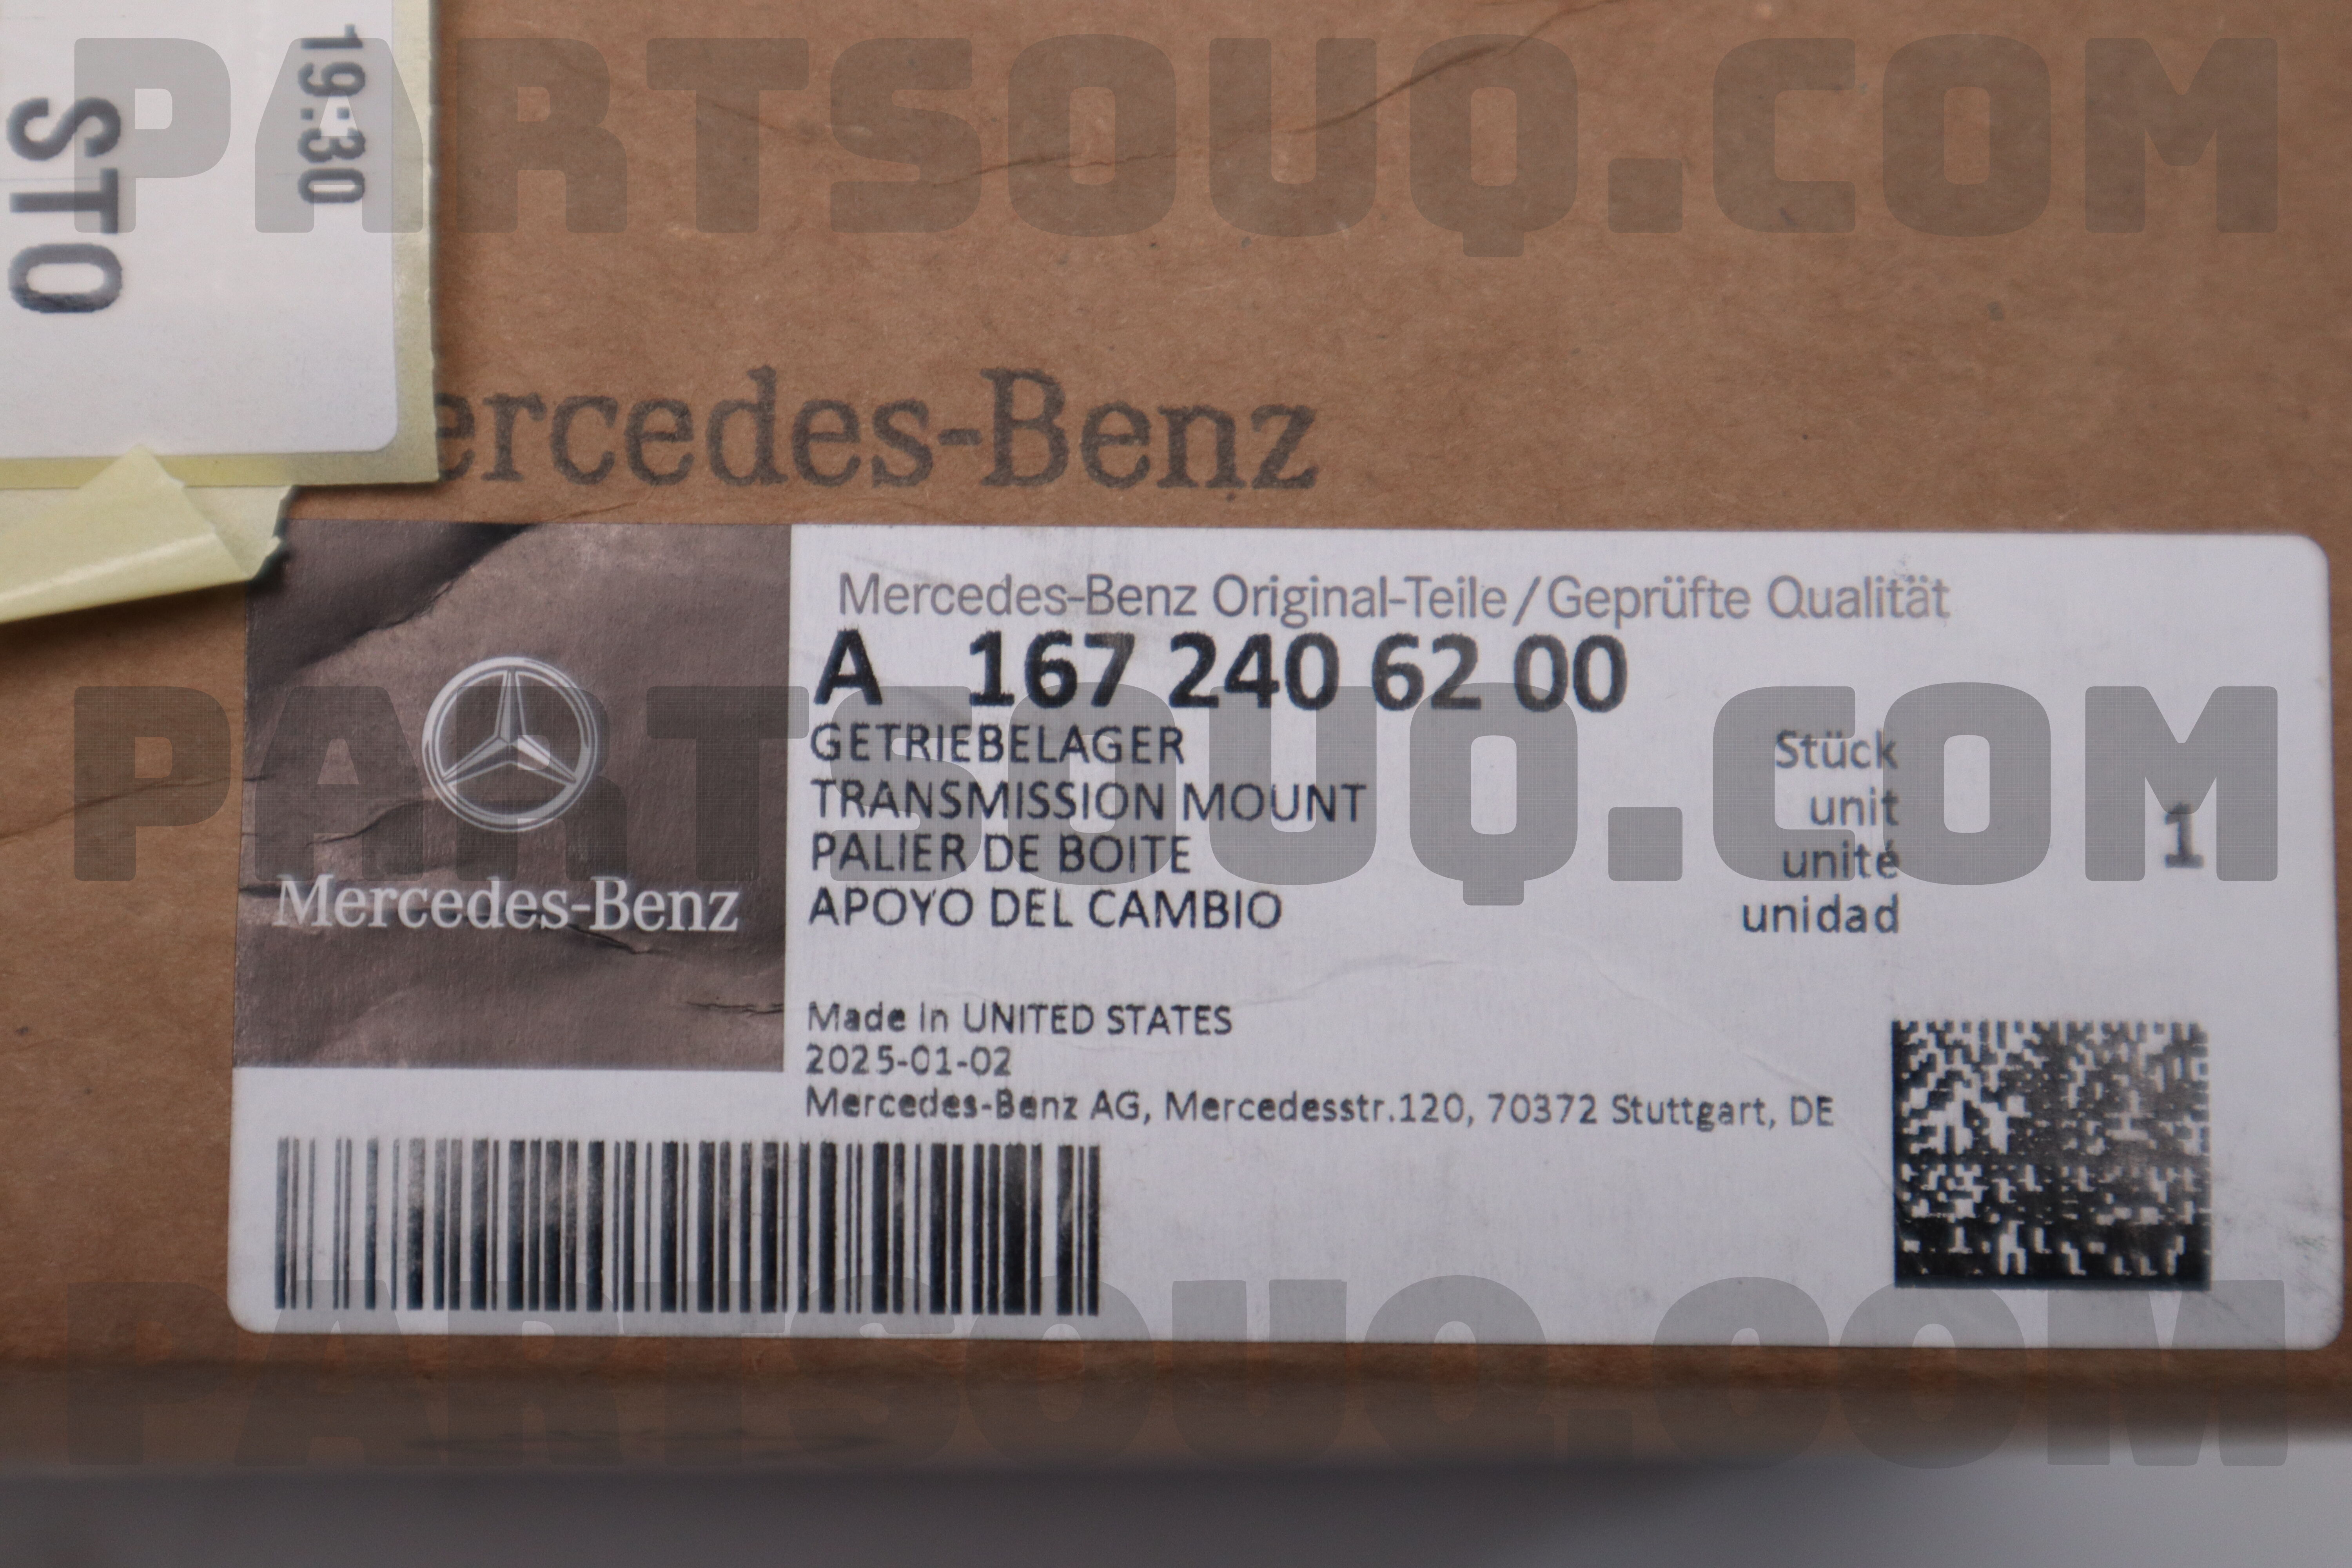 PARTSOUQ.COM
19:30
STO
ercedes-Benz
Mercedes-Benz Original-Teile/Geprüfte Qualität
A 167 240 62 00
PARTSOUQ.COM
GETRIEBELAGER Stück
TRANSMISSION MOUNT unit 1
PALIER DE BOITE unité
APOYO DEL CAMBIO unidad
Mercedes-Benz
Made in UNITED STATES
2025-01-02
Mercedes-Benz AG, Mercedesstr.120, 70372 Stuttgart, DE
PARTSOUQ.COM